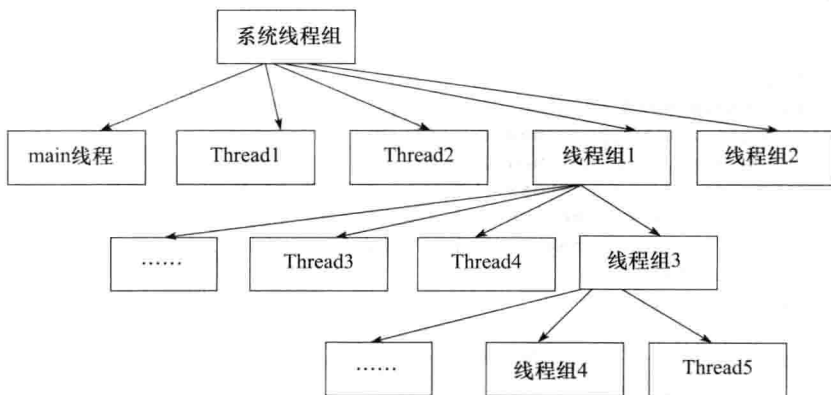 系统线程组
main线程
Thread1
Thread2
线程组1
线程组2
……
Thread3
Thread4
线程组3
……
线程组4
Thread5